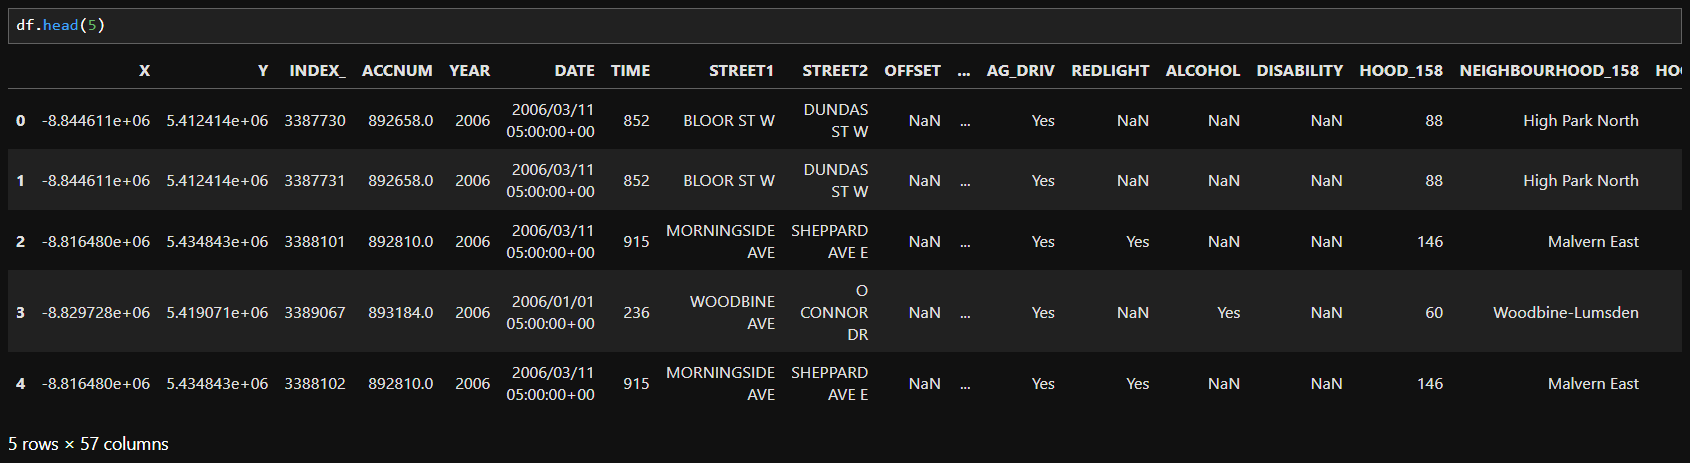 df.head(5)
X Y INDEX_ ACCNUM YEAR DATE TIME STREET1 STREET2 OFFSET ... AG_DRIV REDLIGHT ALCOHOL DISABILITY HOOD_158 NEIGHBOURHOOD_158 HOO
0 -8.844611e+06 5.412414e+06 3387730 892658.0 2006 2006/03/11 05:00:00+00 852 BLOOR ST W DUNDAS ST W NaN ... Yes NaN NaN NaN 88 High Park North
1 -8.844611e+06 5.412414e+06 3387731 892658.0 2006 2006/03/11 05:00:00+00 852 BLOOR ST W DUNDAS ST W NaN ... Yes NaN NaN NaN 88 High Park North
2 -8.816480e+06 5.434843e+06 3388101 892810.0 2006 2006/03/11 05:00:00+00 915 MORNINGSIDE AVE SHEPPARD AVE E NaN ... Yes Yes NaN NaN 146 Malvern East
3 -8.829728e+06 5.419071e+06 3389067 893184.0 2006 2006/01/01 05:00:00+00 236 WOODBINE AVE O CONNOR DR NaN ... Yes NaN Yes NaN 60 Woodbine-Lumsden
4 -8.816480e+06 5.434843e+06 3388102 892810.0 2006 2006/03/11 05:00:00+00 915 MORNINGSIDE AVE SHEPPARD AVE E NaN ... Yes Yes NaN NaN 146 Malvern East
5 rows × 57 columns